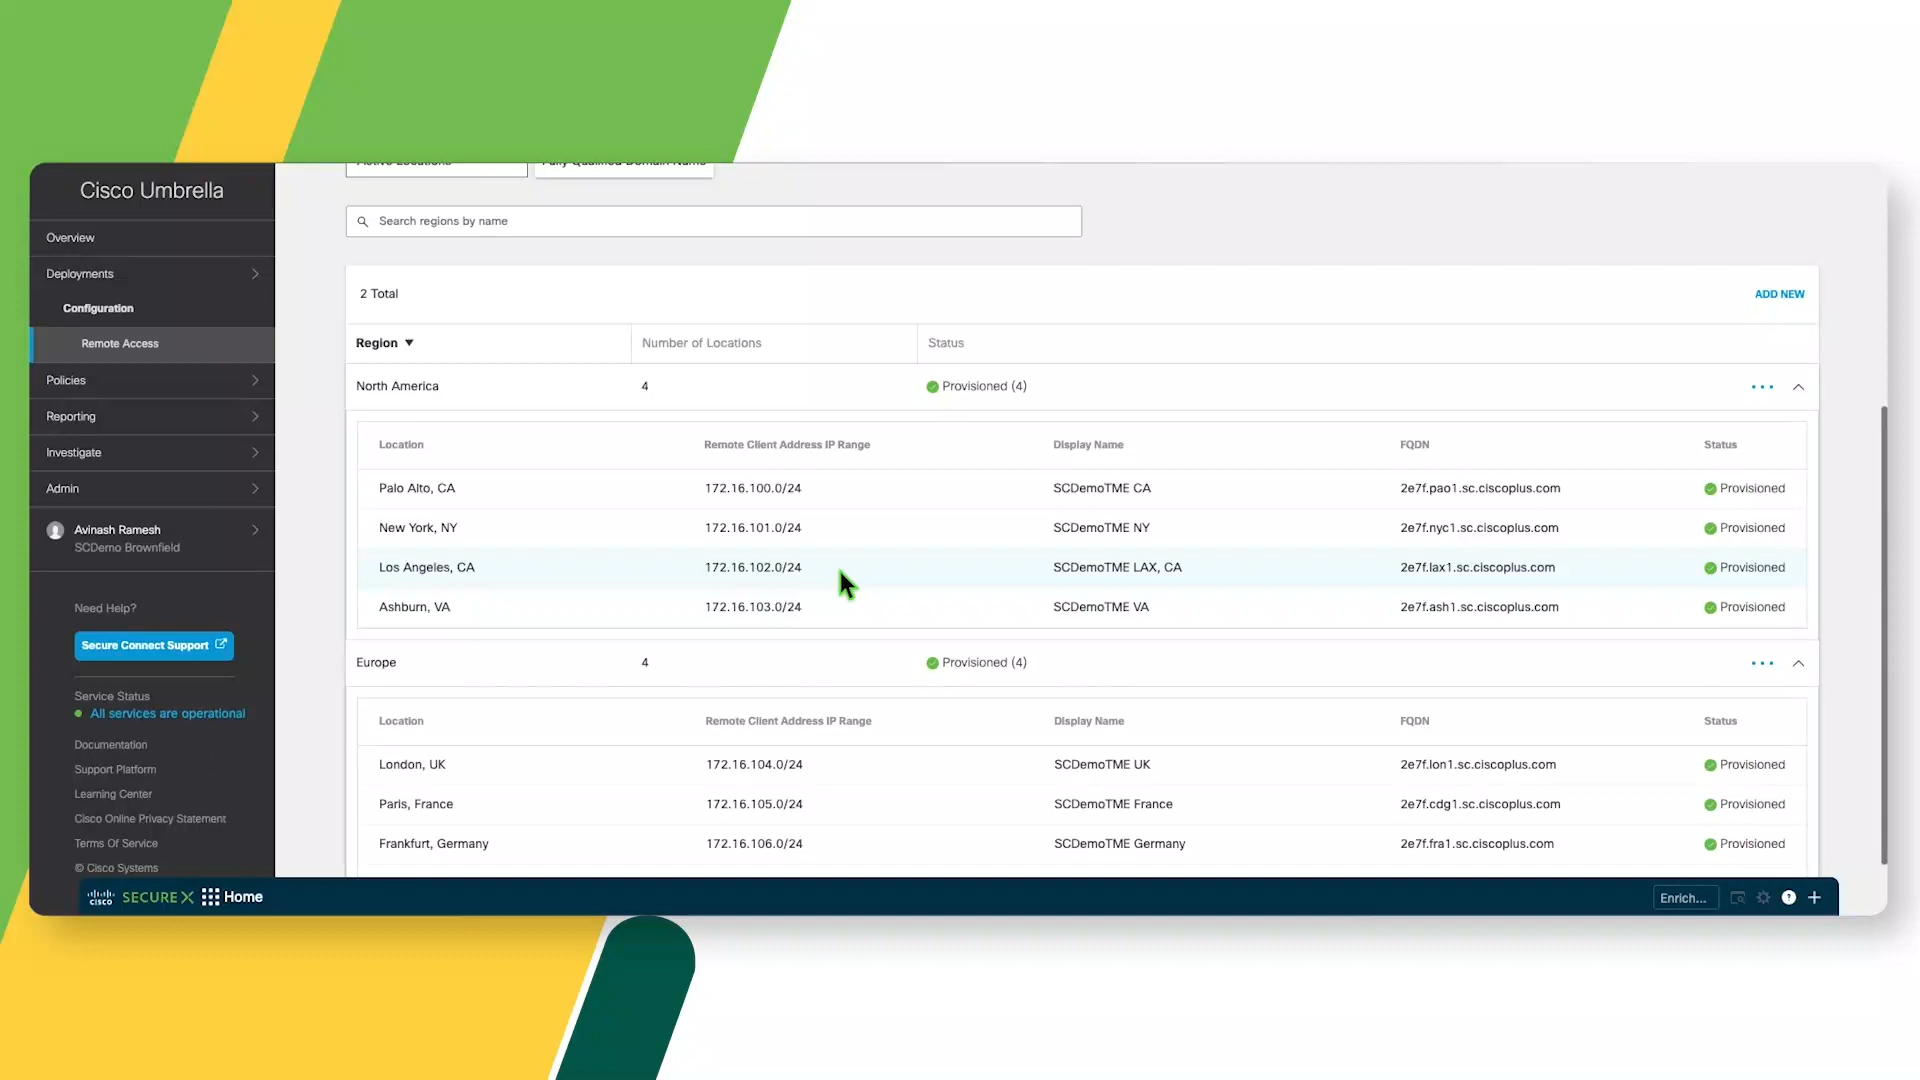 Cisco Umbrella
Overview
Deployments
Configuration
Remote Access
Policies
Reporting
Investigate
Admin
Avinash Ramesh
SCDemo Brownfield
Need Help?
Secure Connect Support
Service Status
All services are operational
Documentation
Support Platform
Learning Center
Cisco Online Privacy Statement
Terms Of Service
© Cisco Systems
Search regions by name
2 Total
ADD NEW
Region ▼ Number of Locations Status
North America 4 Provisioned (4)
Location Remote Client Address IP Range Display Name FQDN Status
Palo Alto, CA 172.16.100.0/24 SCDemoTME CA 2e7f.pao1.sc.ciscoplus.com Provisioned
New York, NY 172.16.101.0/24 SCDemoTME NY 2e7f.nyc1.sc.ciscoplus.com Provisioned
Los Angeles, CA 172.16.102.0/24 SCDemoTME LAX, CA 2e7f.lax1.sc.ciscoplus.com Provisioned
Ashburn, VA 172.16.103.0/24 SCDemoTME VA 2e7f.ash1.sc.ciscoplus.com Provisioned
Europe 4 Provisioned (4)
Location Remote Client Address IP Range Display Name FQDN Status
London, UK 172.16.104.0/24 SCDemoTME UK 2e7f.lon1.sc.ciscoplus.com Provisioned
Paris, France 172.16.105.0/24 SCDemoTME France 2e7f.cdg1.sc.ciscoplus.com Provisioned
Frankfurt, Germany 172.16.106.0/24 SCDemoTME Germany 2e7f.fra1.sc.ciscoplus.com Provisioned
cisco SECUREX Home Enrich... ? +